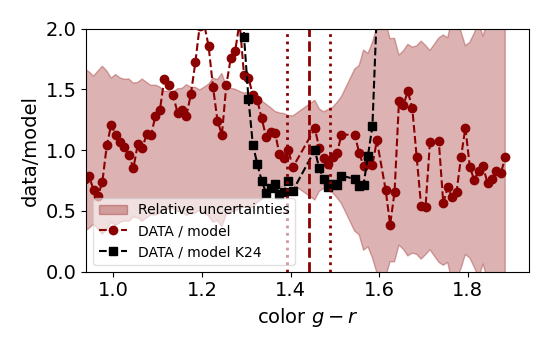 2.0
1.5
1.0
0.5
0.0
data/model
Relative uncertainties
DATA / model
DATA / model K24
1.0 1.2 1.4 1.6 1.8
color g − r